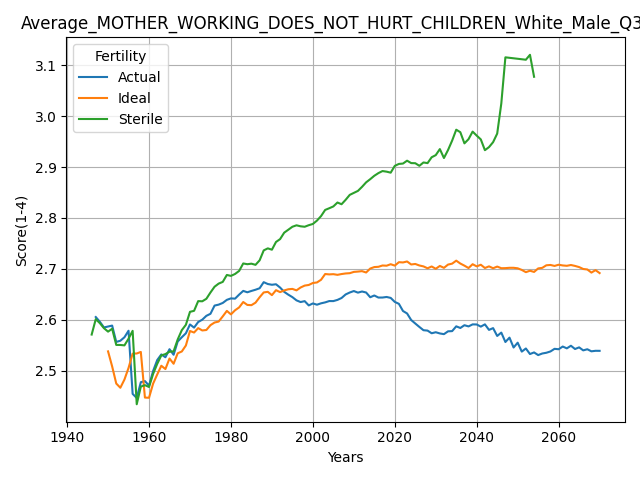 Average_MOTHER_WORKING_DOES_NOT_HURT_CHILDREN_White_Male_Q3
Fertility
Actual
Ideal
Sterile
Score(1-4)
3.1
3.0
2.9
2.8
2.7
2.6
2.5
1940 1960 1980 2000 2020 2040 2060
Years